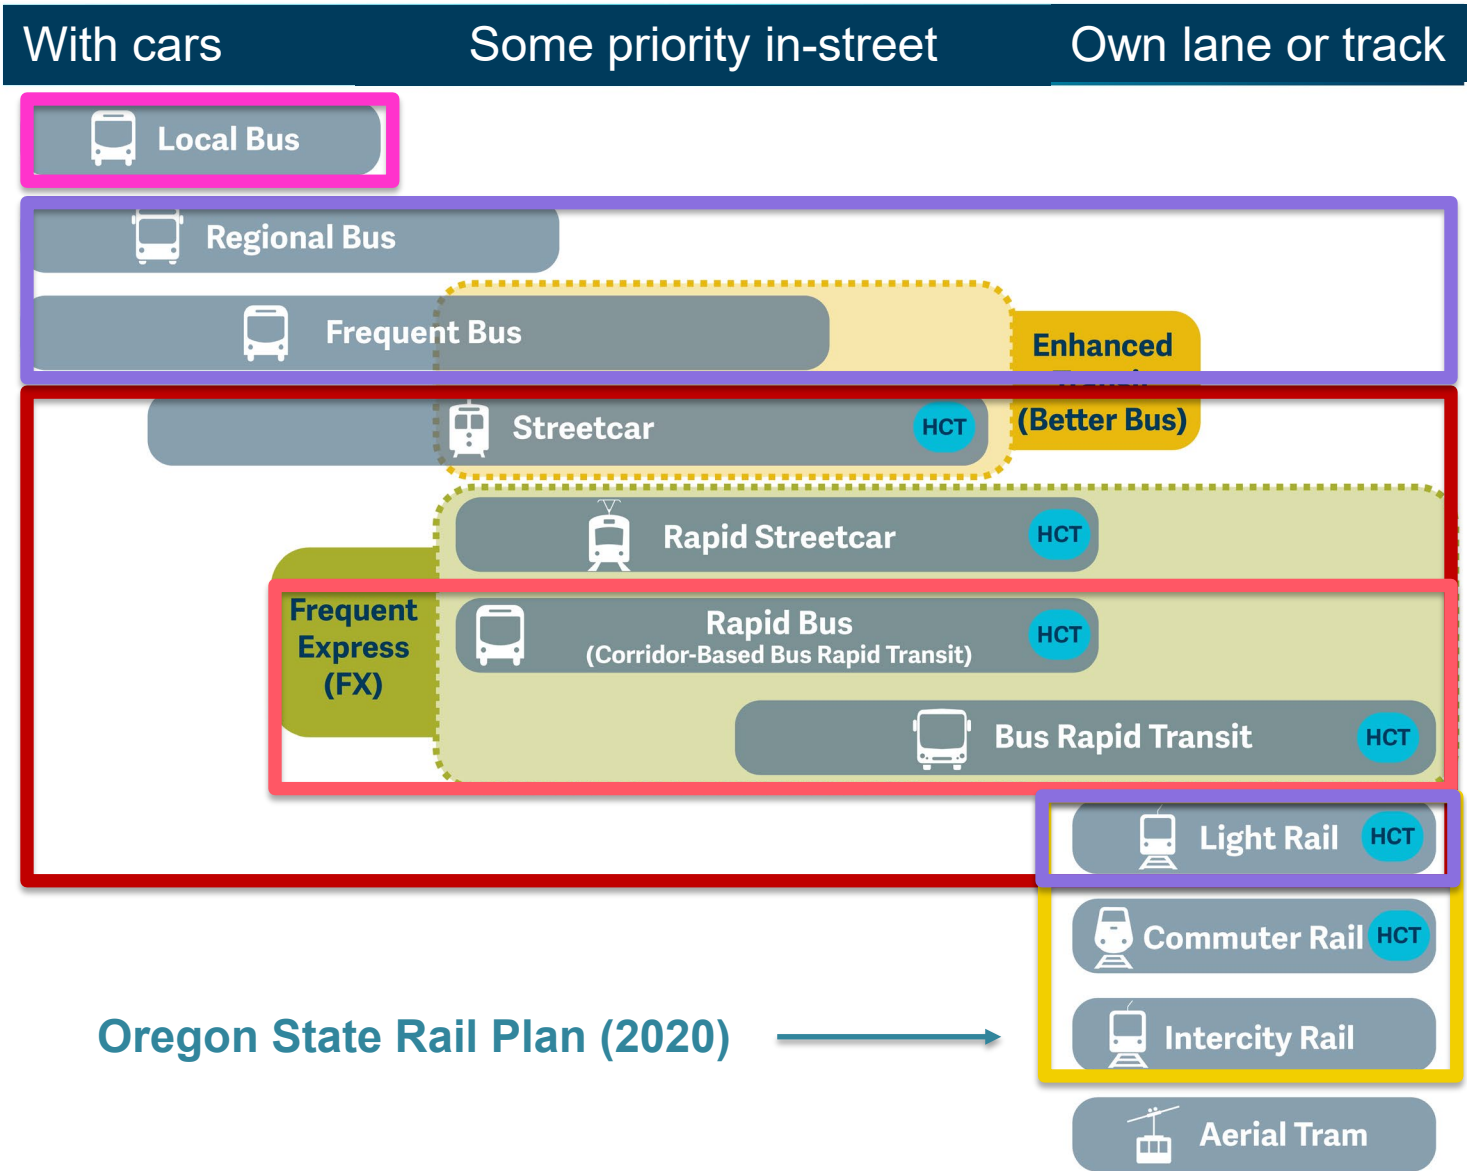 With cars
Some priority in-street
Own lane or track
Local Bus
Regional Bus
Frequent Bus
Enhanced
(Better Bus)
Streetcar
HCT
Rapid Streetcar
HCT
Frequent
Express
(FX)
Rapid Bus
(Corridor-Based Bus Rapid Transit)
HCT
Bus Rapid Transit
HCT
Light Rail
HCT
Commuter Rail
HCT
Oregon State Rail Plan (2020)
Intercity Rail
Aerial Tram